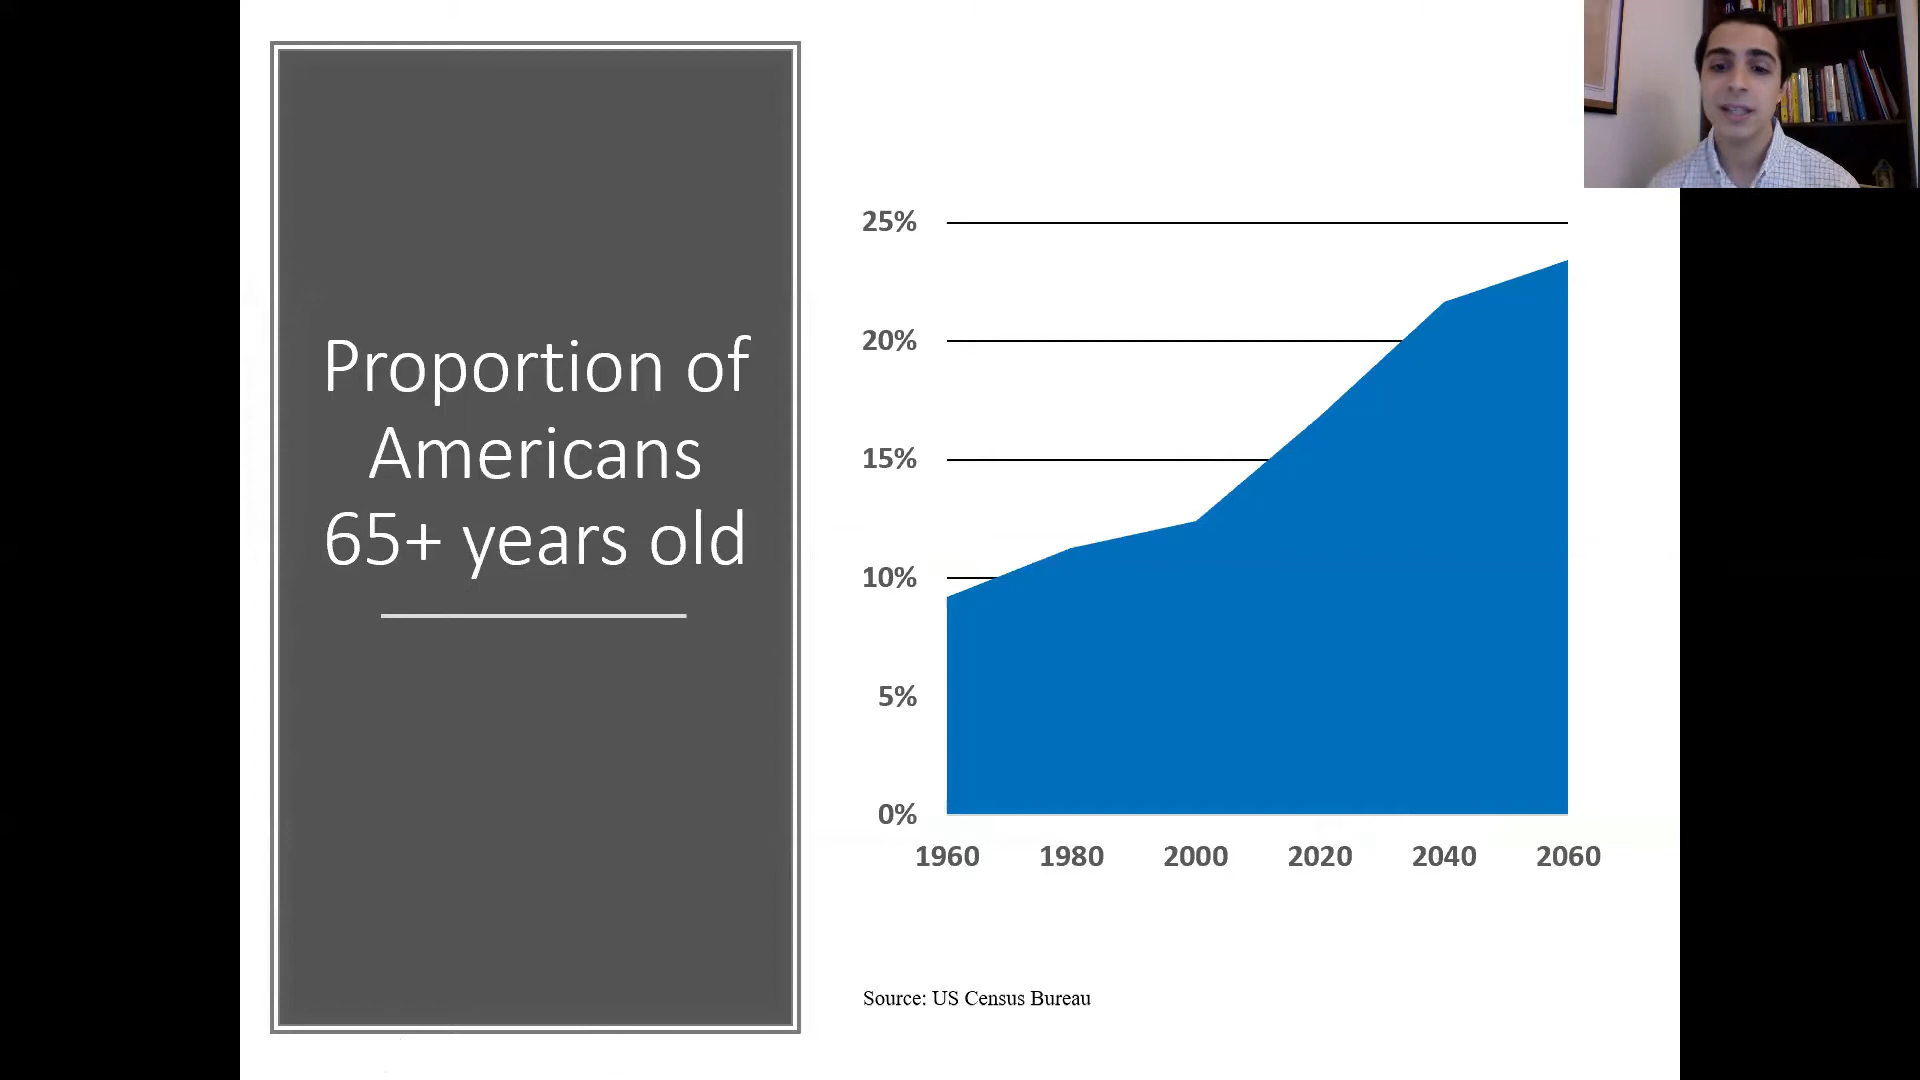 Proportion of
Americans
65+ years old
25%
20%
15%
10%
5%
0%
1960 1980 2000 2020 2040 2060
Source: US Census Bureau